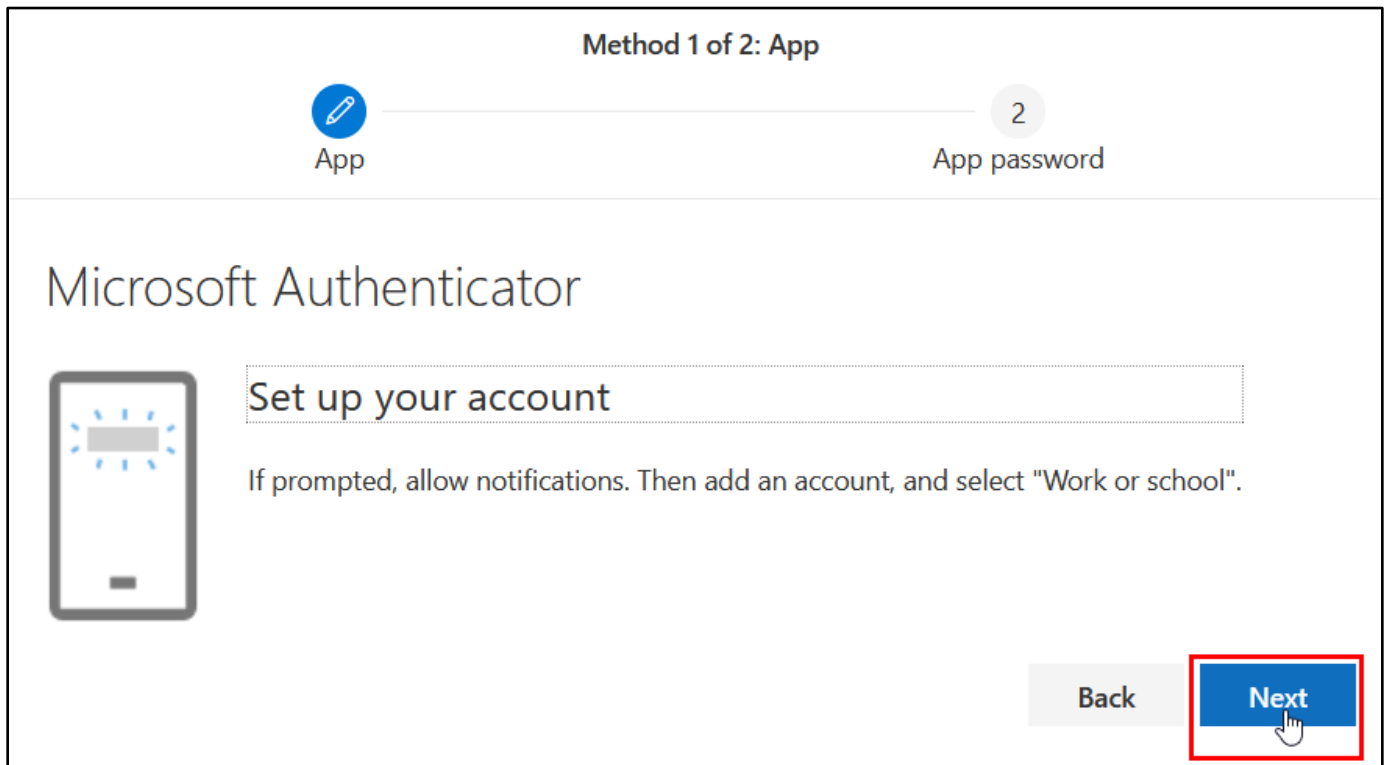 Method 1 of 2: App
2
App
App password
Microsoft Authenticator
Set up your account
If prompted, allow notifications. Then add an account, and select "Work or school".
Back
Next